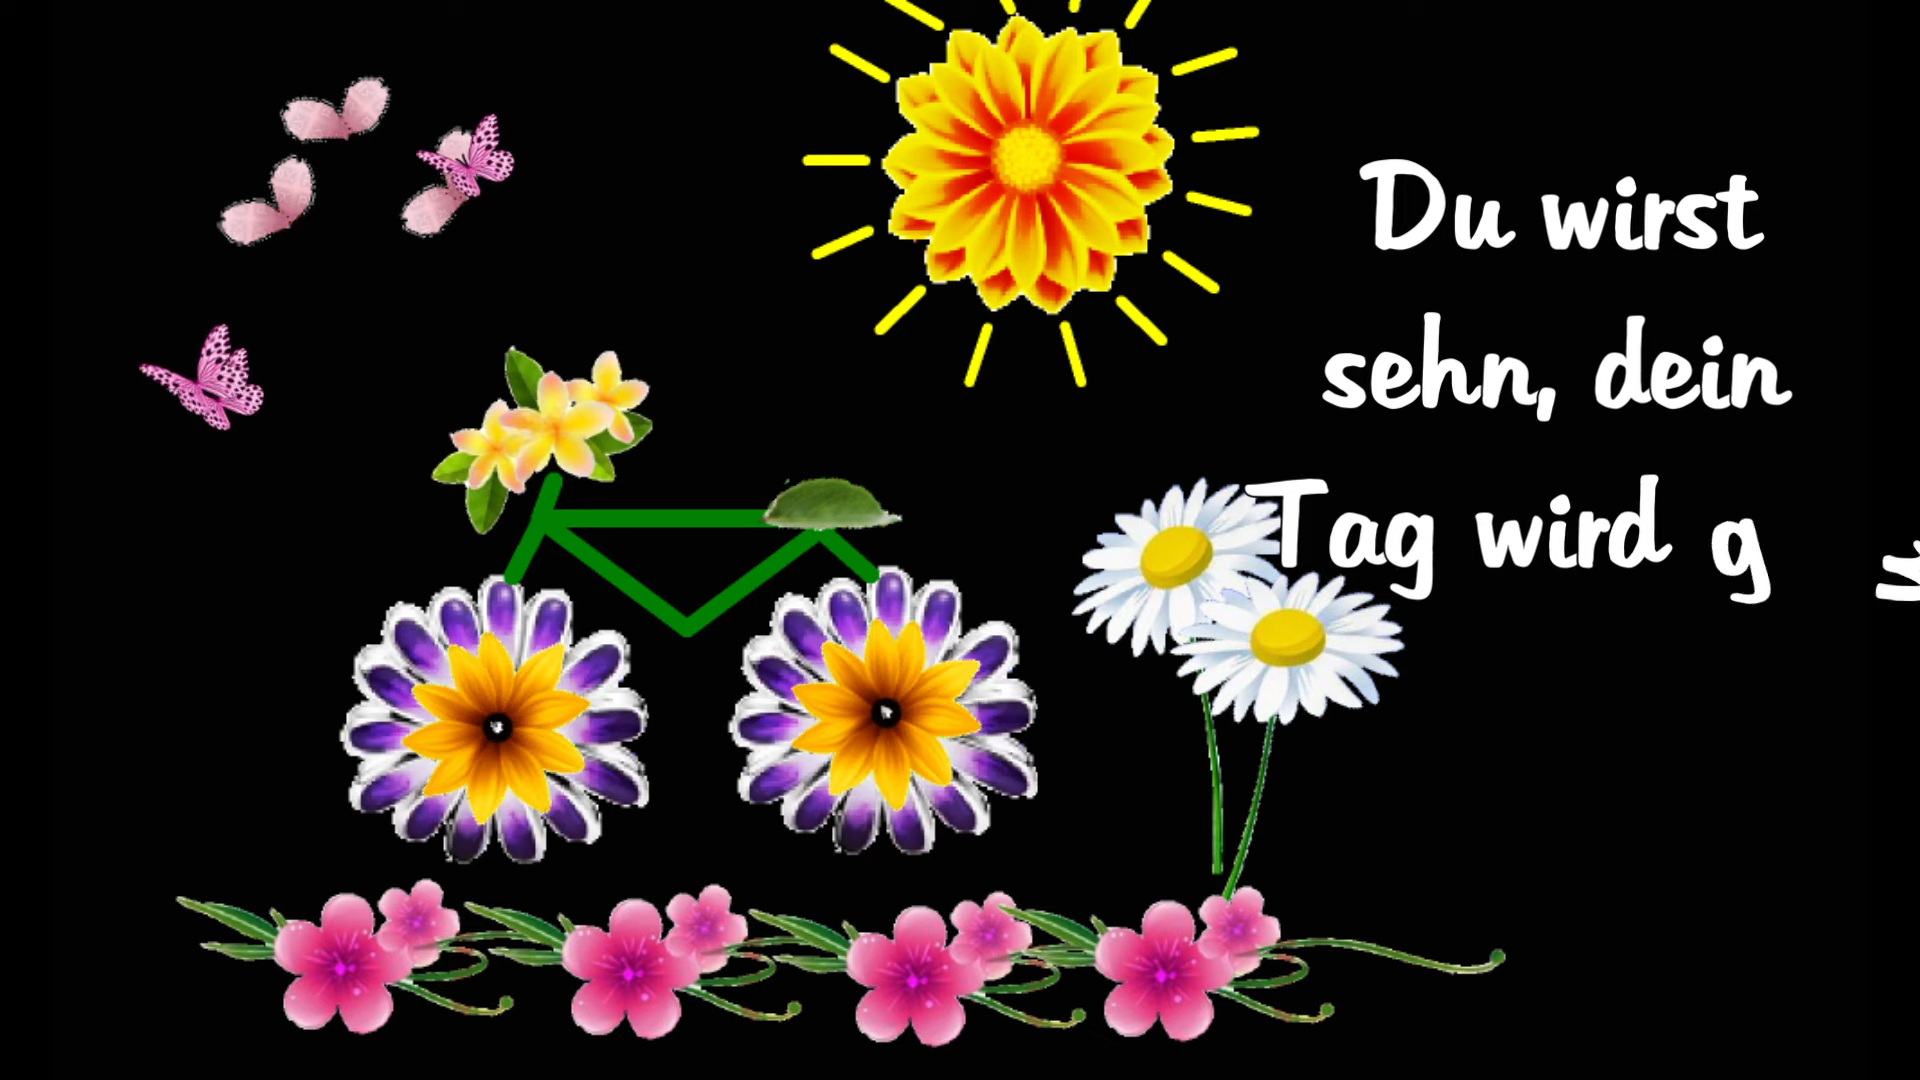 Du wirst
sehn, dein
Tag wird g